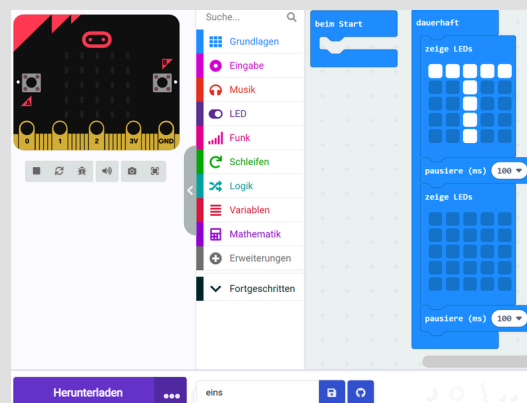 Suche...
Grundlagen
Eingabe
Musik
LED
Funk
Schleifen
Logik
Variablen
Mathematik
Erweiterungen
Fortgeschritten
beim Start
dauerhaft
zeige LEDs
pausiere (ms) 100
zeige LEDs
pausiere (ms) 100
B
A
0 1 2 3V GND
Herunterladen
eins